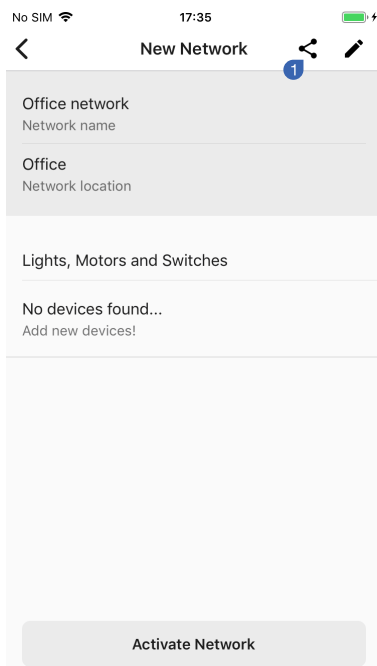 No SIM 17:35
New Network
1
Office network
Network name
Office
Network location
Lights, Motors and Switches
No devices found...
Add new devices!
Activate Network